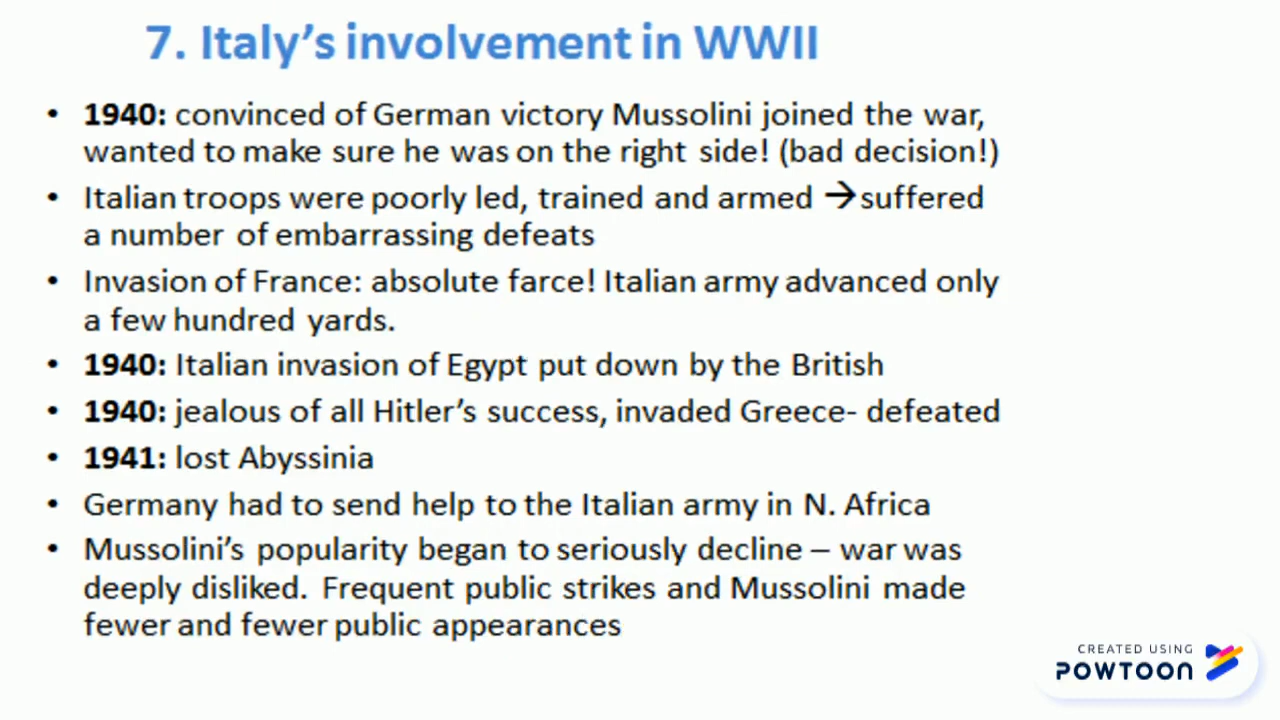 7. Italy’s involvement in WWII
• 1940: convinced of German victory Mussolini joined the war,
wanted to make sure he was on the right side! (bad decision!)
• Italian troops were poorly led, trained and armed → suffered
a number of embarrassing defeats
• Invasion of France: absolute farce! Italian army advanced only
a few hundred yards.
• 1940: Italian invasion of Egypt put down by the British
• 1940: jealous of all Hitler’s success, invaded Greece- defeated
• 1941: lost Abyssinia
• Germany had to send help to the Italian army in N. Africa
• Mussolini’s popularity began to seriously decline – war was
deeply disliked. Frequent public strikes and Mussolini made
fewer and fewer public appearances
CREATED USING
POWTOON